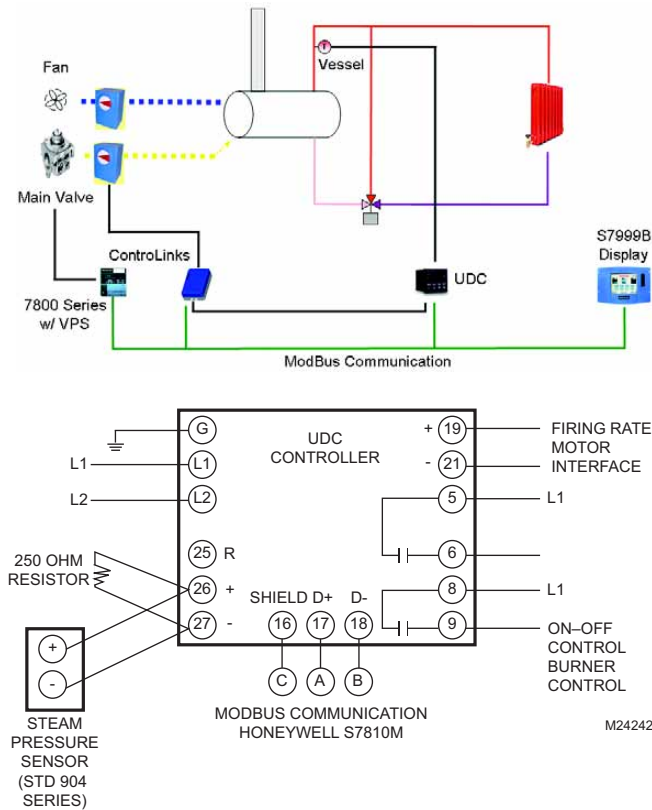 Fan
Vessel
Main Valve
ControLinks
S7999B
Display
UDC
7800 Series
w/ VPS
ModBus Communication
G
UDC
CONTROLLER
+ 19
FIRING RATE
MOTOR
INTERFACE
L1
L1
- 21
L2
L2
5
L1
25 R
6
250 OHM
RESISTOR
26 +
8
L1
27 -
SHIELD D+ D-
16 17 18
9
ON–OFF
CONTROL
BURNER
CONTROL
+
-
C A B
MODBUS COMMUNICATION
HONEYWELL S7810M
STEAM
PRESSURE
SENSOR
(STD 904
SERIES)
M24242